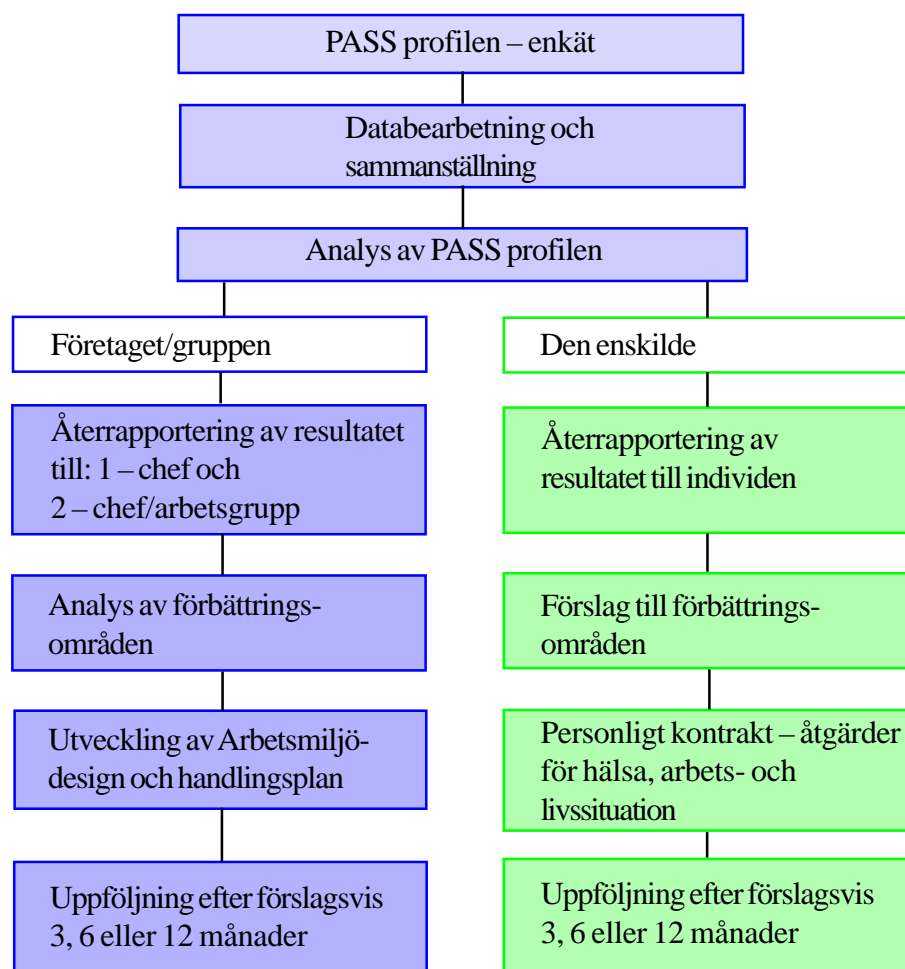 PASS profilen – enkät
Databearbetning och
sammanställning
Analys av PASS profilen
Företaget/gruppen
Återrapportering av resultatet
till: 1 – chef och
2 – chef/arbetsgrupp
Analys av förbättrings-
områden
Utveckling av Arbetsmiljö-
design och handlingsplan
Uppföljning efter förslagsvis
3, 6 eller 12 månader
Den enskilde
Återrapportering av
resultatet till individen
Förslag till förbättrings-
områden
Personligt kontrakt – åtgärder
för hälsa, arbets- och
livssituation
Uppföljning efter förslagsvis
3, 6 eller 12 månader